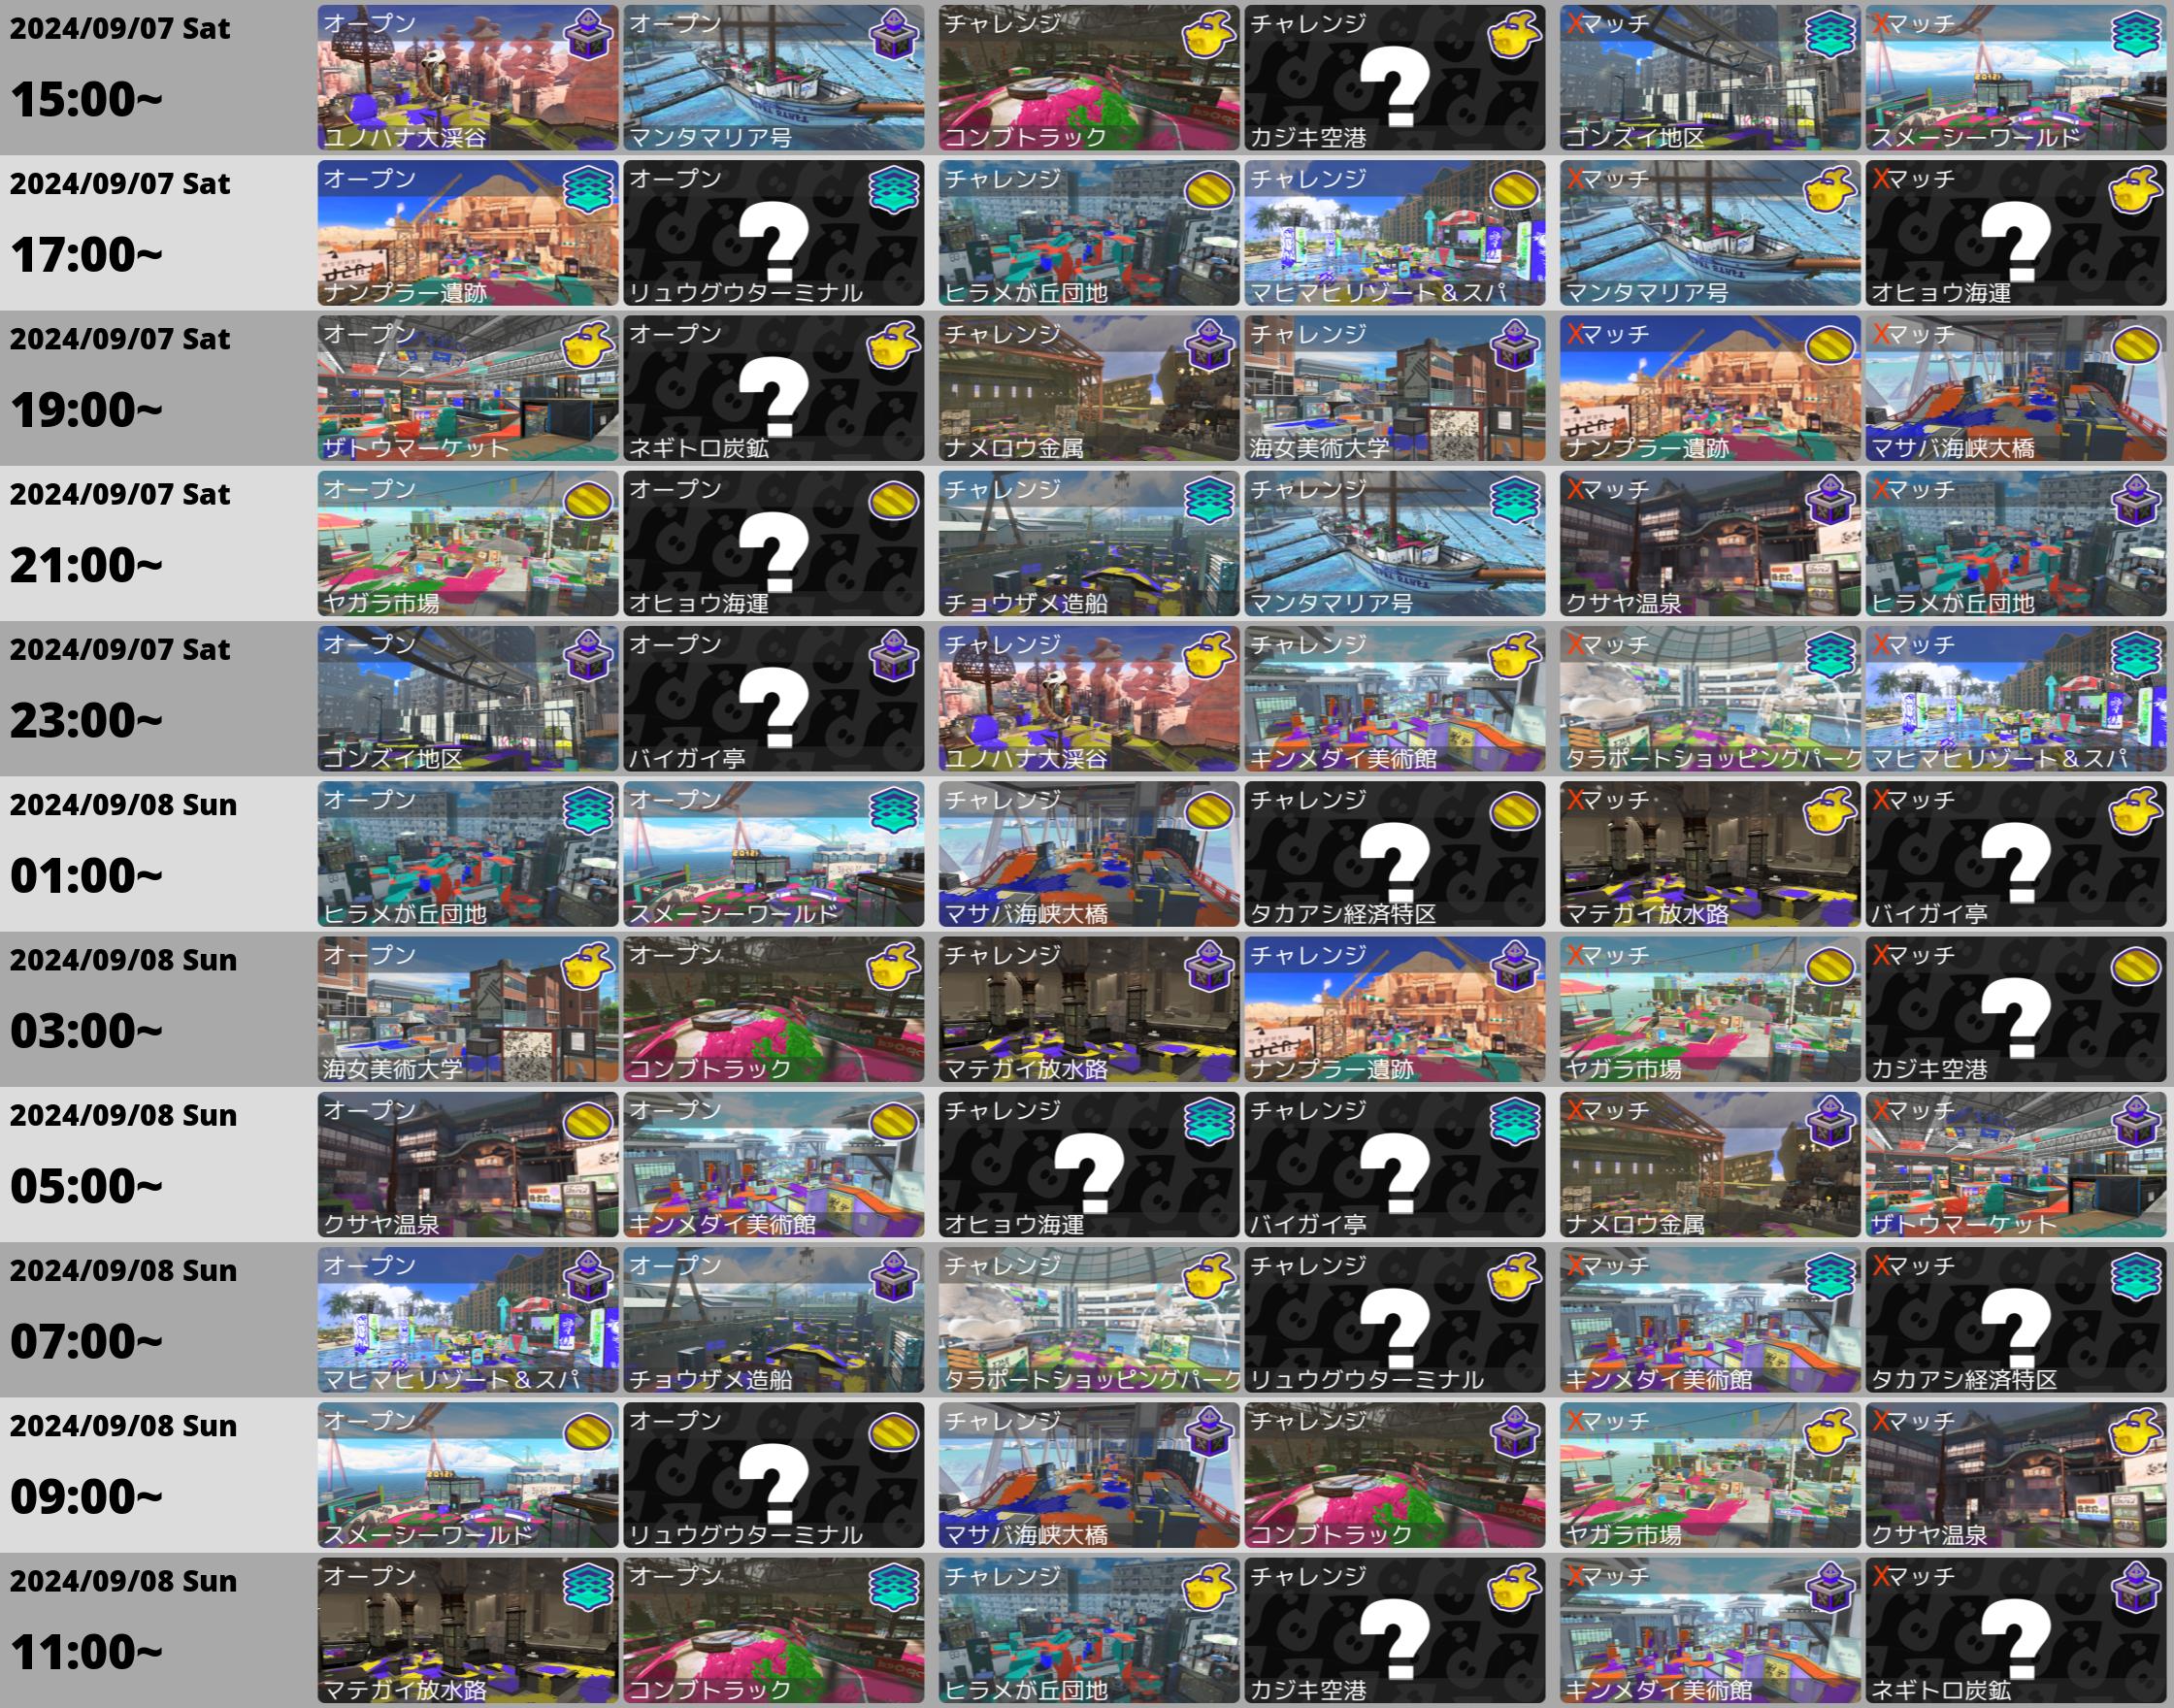 2024/09/07 Sat
15:00~
オープン
ユノハナ大渓谷
オープン
マンタマリア号
チャレンジ
コンブトラック
チャレンジ
カジキ空港
Xマッチ
ゴンズイ地区
Xマッチ
スメーシーワールド
2024/09/07 Sat
17:00~
オープン
ナンプラー遺跡
オープン
リュウグウターミナル
チャレンジ
ヒラメが丘団地
チャレンジ
マヒマヒリゾート＆スパ
Xマッチ
マンタマリア号
Xマッチ
オヒョウ海運
2024/09/07 Sat
19:00~
オープン
ザトウマーケット
オープン
ネギトロ炭鉱
チャレンジ
ナメロウ金属
チャレンジ
海女美術大学
Xマッチ
ナンプラー遺跡
Xマッチ
マサバ海峡大橋
2024/09/07 Sat
21:00~
オープン
ヤガラ市場
オープン
オヒョウ海運
チャレンジ
チョウザメ造船
チャレンジ
マンタマリア号
Xマッチ
クサヤ温泉
Xマッチ
ヒラメが丘団地
2024/09/07 Sat
23:00~
オープン
ゴンズイ地区
オープン
バイガイ亭
チャレンジ
ユノハナ大渓谷
チャレンジ
キンメダイ美術館
Xマッチ
タラポートショッピングパーク
Xマッチ
マヒマヒリゾート＆スパ
2024/09/08 Sun
01:00~
オープン
ヒラメが丘団地
オープン
スメーシーワールド
チャレンジ
マサバ海峡大橋
チャレンジ
タカアシ経済特区
Xマッチ
マテガイ放水路
Xマッチ
バイガイ亭
2024/09/08 Sun
03:00~
オープン
海女美術大学
オープン
コンブトラック
チャレンジ
マテガイ放水路
チャレンジ
ナンプラー遺跡
Xマッチ
ヤガラ市場
Xマッチ
カジキ空港
2024/09/08 Sun
05:00~
オープン
クサヤ温泉
オープン
キンメダイ美術館
チャレンジ
オヒョウ海運
チャレンジ
バイガイ亭
Xマッチ
ナメロウ金属
Xマッチ
ザトウマーケット
2024/09/08 Sun
07:00~
オープン
マヒマヒリゾート＆スパ
オープン
チョウザメ造船
チャレンジ
タラポートショッピングパーク
チャレンジ
リュウグウターミナル
Xマッチ
キンメダイ美術館
Xマッチ
タカアシ経済特区
2024/09/08 Sun
09:00~
オープン
スメーシーワールド
オープン
リュウグウターミナル
チャレンジ
マサバ海峡大橋
チャレンジ
コンブトラック
Xマッチ
ヤガラ市場
Xマッチ
クサヤ温泉
2024/09/08 Sun
11:00~
オープン
マテガイ放水路
オープン
コンブトラック
チャレンジ
ヒラメが丘団地
チャレンジ
カジキ空港
Xマッチ
キンメダイ美術館
Xマッチ
ネギトロ炭鉱